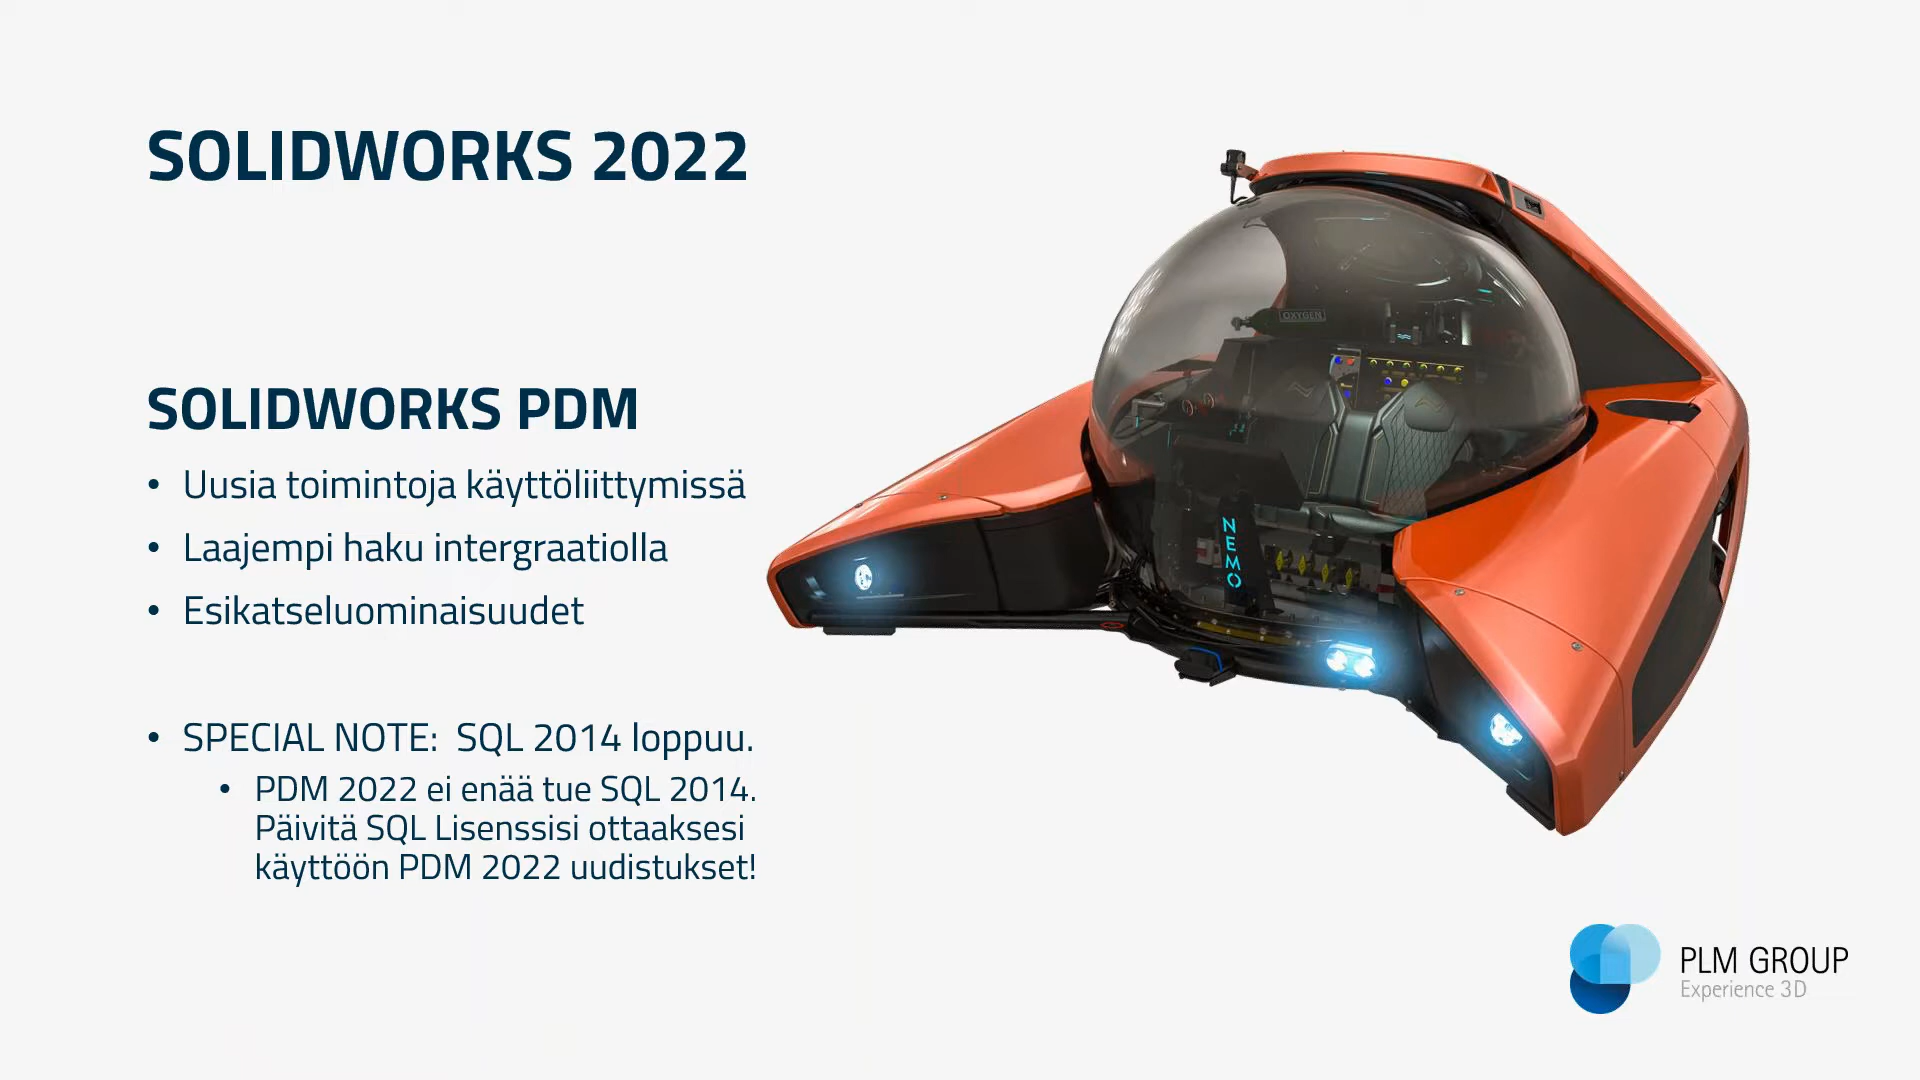 SOLIDWORKS 2022
SOLIDWORKS PDM
• Uusia toimintoja käyttöliittymissä
• Laajempi haku intergraatiolla
• Esikatseluominaisuudet
• SPECIAL NOTE: SQL 2014 loppuu.
• PDM 2022 ei enää tue SQL 2014.
Päivitä SQL Lisenssisi ottaaksesi
käyttöön PDM 2022 uudistukset!
OXYGEN
NEMO
PLM GROUP
Experience 3D